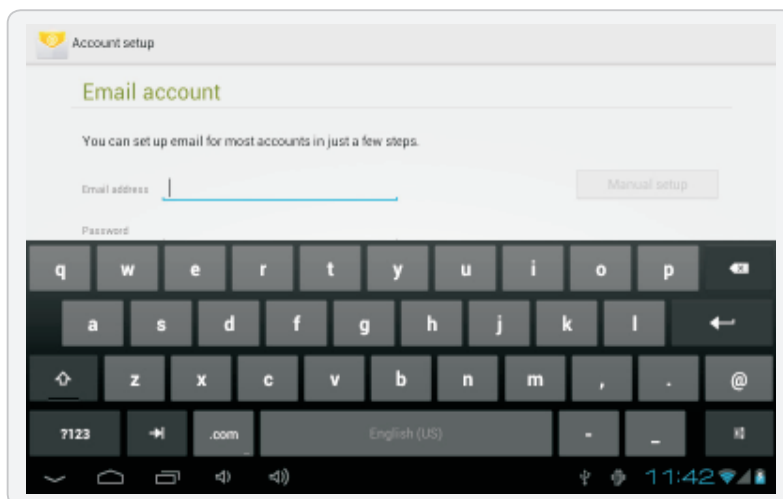 Account setup
Email account
You can set up email for most accounts in just a few steps.
Email address
Manual setup
Password
q w e r t y u i o p
a s d f g h j k l
z x c v b n m , . @
?123 .com English (US) - _
11:42